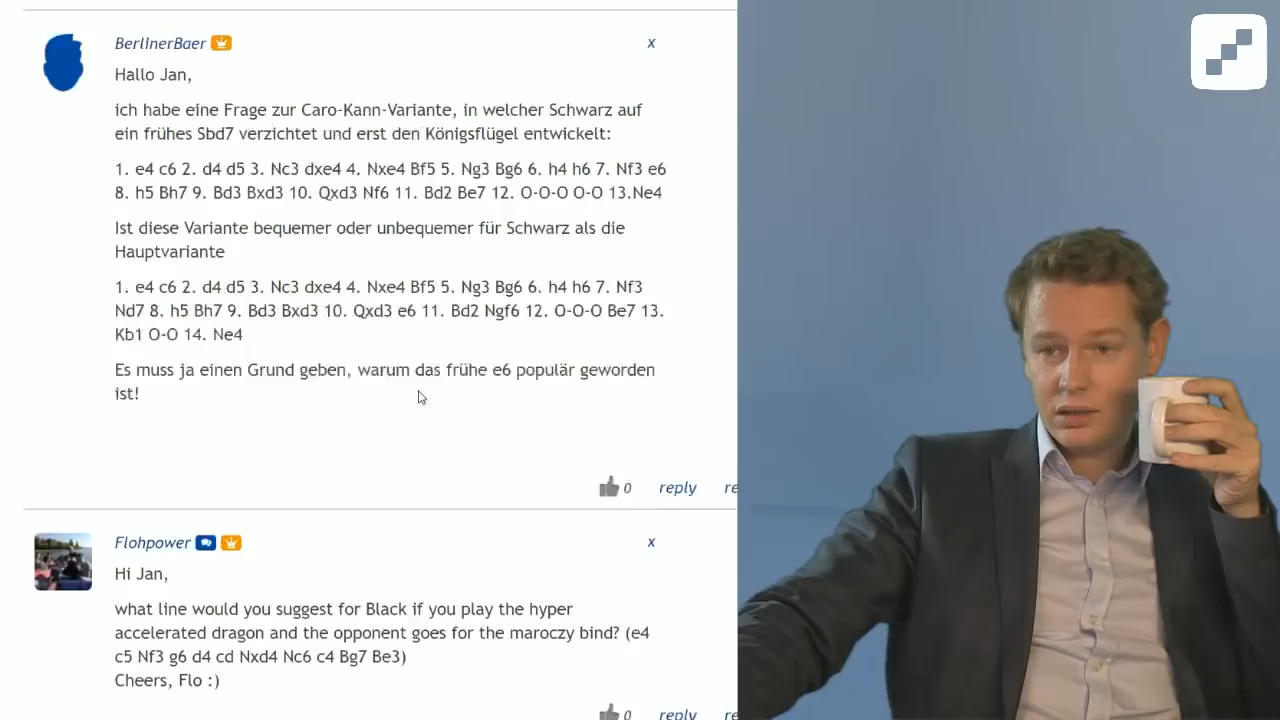 BerlinerBaer
x
Hallo Jan,
ich habe eine Frage zur Caro-Kann-Variante, in welcher Schwarz auf
ein frühes Sbd7 verzichtet und erst den Königsflügel entwickelt:
1. e4 c6 2. d4 d5 3. Nc3 dxe4 4. Nxe4 Bf5 5. Ng3 Bg6 6. h4 h6 7. Nf3 e6
8. h5 Bh7 9. Bd3 Bxd3 10. Qxd3 Nf6 11. Bd2 Be7 12. O-O-O O-O 13.Ne4
Ist diese Variante bequemer oder unbequemer für Schwarz als die
Hauptvariante
1. e4 c6 2. d4 d5 3. Nc3 dxe4 4. Nxe4 Bf5 5. Ng3 Bg6 6. h4 h6 7. Nf3
Nd7 8. h5 Bh7 9. Bd3 Bxd3 10. Qxd3 e6 11. Bd2 Ngf6 12. O-O-O Be7 13.
Kb1 O-O 14. Ne4
Es muss ja einen Grund geben, warum das frühe e6 populär geworden
ist!
0 reply re
Flohpower
x
Hi Jan,
what line would you suggest for Black if you play the hyper
accelerated dragon and the opponent goes for the maroczy bind? (e4
c5 Nf3 g6 d4 cd Nxd4 Nc6 c4 Bg7 Be3)
Cheers, Flo :)
0 reply re